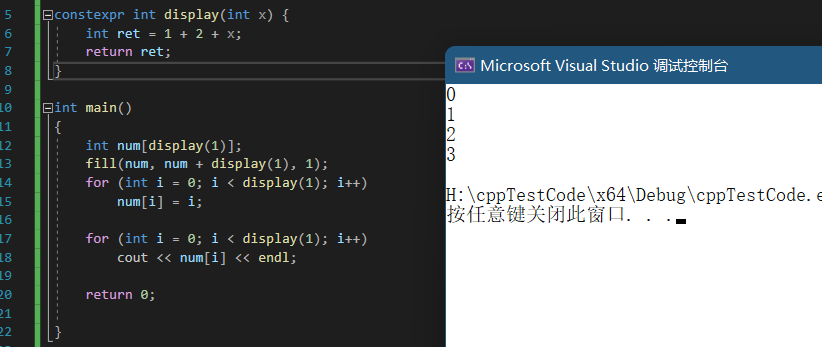 5 constexpr int display(int x) {
6 int ret = 1 + 2 + x;
7 return ret;
8 }
9
10 int main()
11 {
12 int num[display(1)];
13 fill(num, num + display(1), 1);
14 for (int i = 0; i < display(1); i++)
15 num[i] = i;
16
17 for (int i = 0; i < display(1); i++)
18 cout << num[i] << endl;
19
20 return 0;
21
22 }
Microsoft Visual Studio 调试控制台
0
1
2
3
H:\cppTestCode\x64\Debug\cppTestCode.e
按任意键关闭此窗口. . .